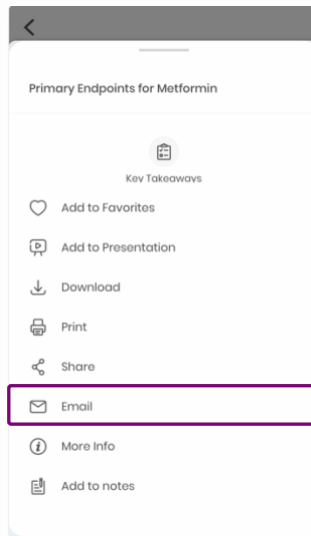 Primary Endpoints for Metformin
Key Takeaways
Add to Favorites
Add to Presentation
Download
Print
Share
Email
More Info
Add to notes